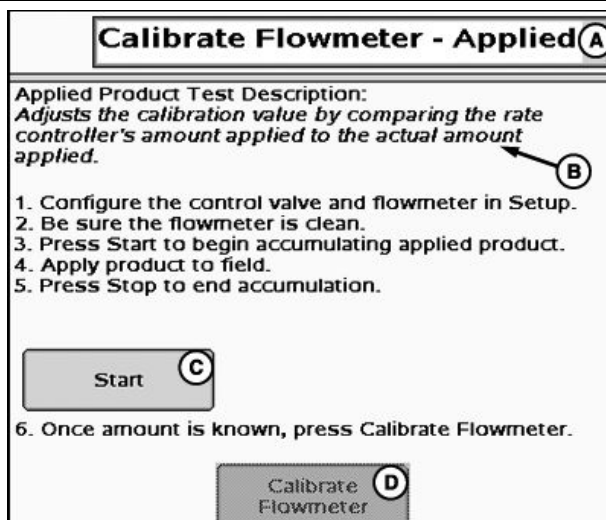 Calibrate Flowmeter - Applied A
Applied Product Test Description:
Adjusts the calibration value by comparing the rate
controller's amount applied to the actual amount
applied.
B
1. Configure the control valve and flowmeter in Setup.
2. Be sure the flowmeter is clean.
3. Press Start to begin accumulating applied product.
4. Apply product to field.
5. Press Stop to end accumulation.
Start C
6. Once amount is known, press Calibrate Flowmeter.
Calibrate D
Flowmeter